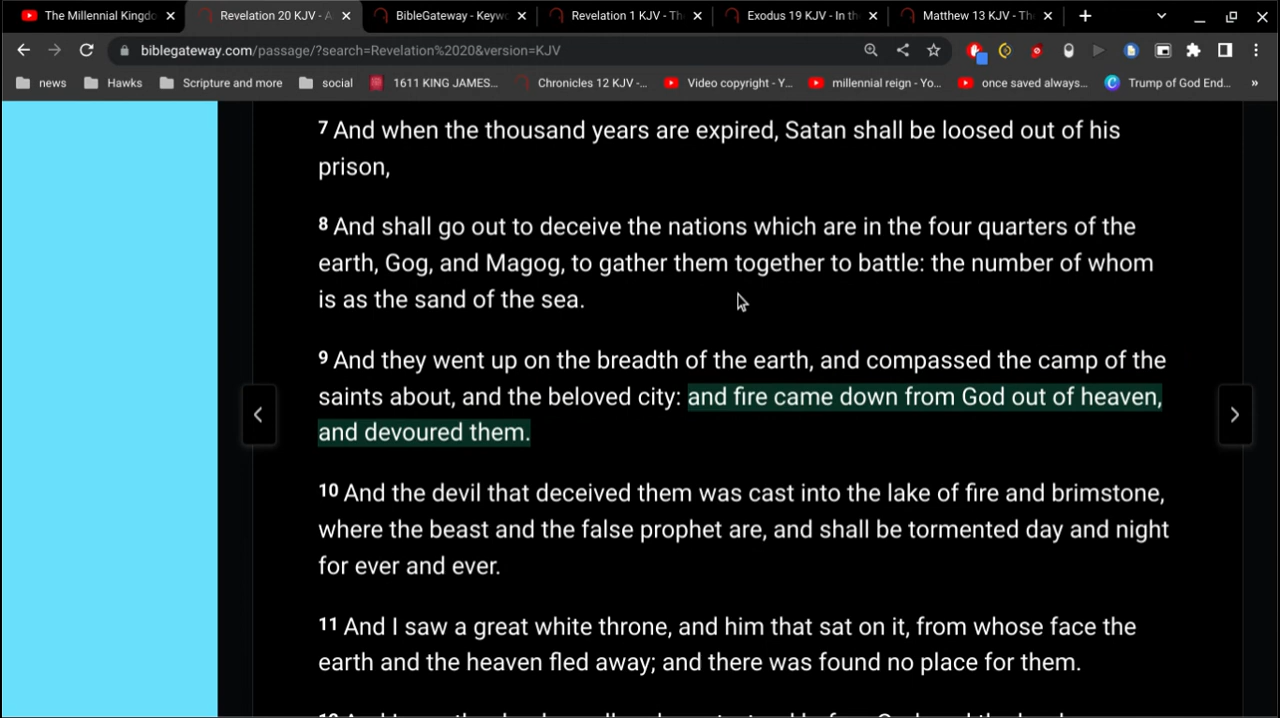 The Millennial Kingdo
Revelation 20 KJV - A
BibleGateway - Keyw
Revelation 1 KJV - Th
Exodus 19 KJV - In th
Matthew 13 KJV - Th
biblegateway.com/passage/?search=Revelation%2020&version=KJV
news
Hawks
Scripture and more
social
1611 KING JAMES...
Chronicles 12 KJV -...
Video copyright - Y...
millennial reign - Yo...
once saved always...
Trump of God End...
7 And when the thousand years are expired, Satan shall be loosed out of his
prison,
8 And shall go out to deceive the nations which are in the four quarters of the
earth, Gog, and Magog, to gather them together to battle: the number of whom
is as the sand of the sea.
9 And they went up on the breadth of the earth, and compassed the camp of the
saints about, and the beloved city: and fire came down from God out of heaven,
and devoured them.
10 And the devil that deceived them was cast into the lake of fire and brimstone,
where the beast and the false prophet are, and shall be tormented day and night
for ever and ever.
11 And I saw a great white throne, and him that sat on it, from whose face the
earth and the heaven fled away; and there was found no place for them.